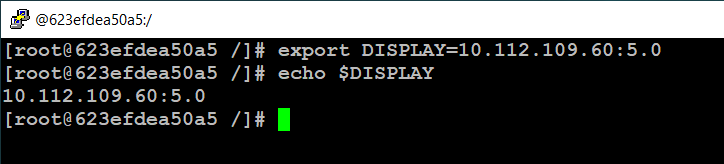 @623efdea50a5:/
[root@623efdea50a5 /]# export DISPLAY=10.112.109.60:5.0
[root@623efdea50a5 /]# echo $DISPLAY
10.112.109.60:5.0
[root@623efdea50a5 /]#